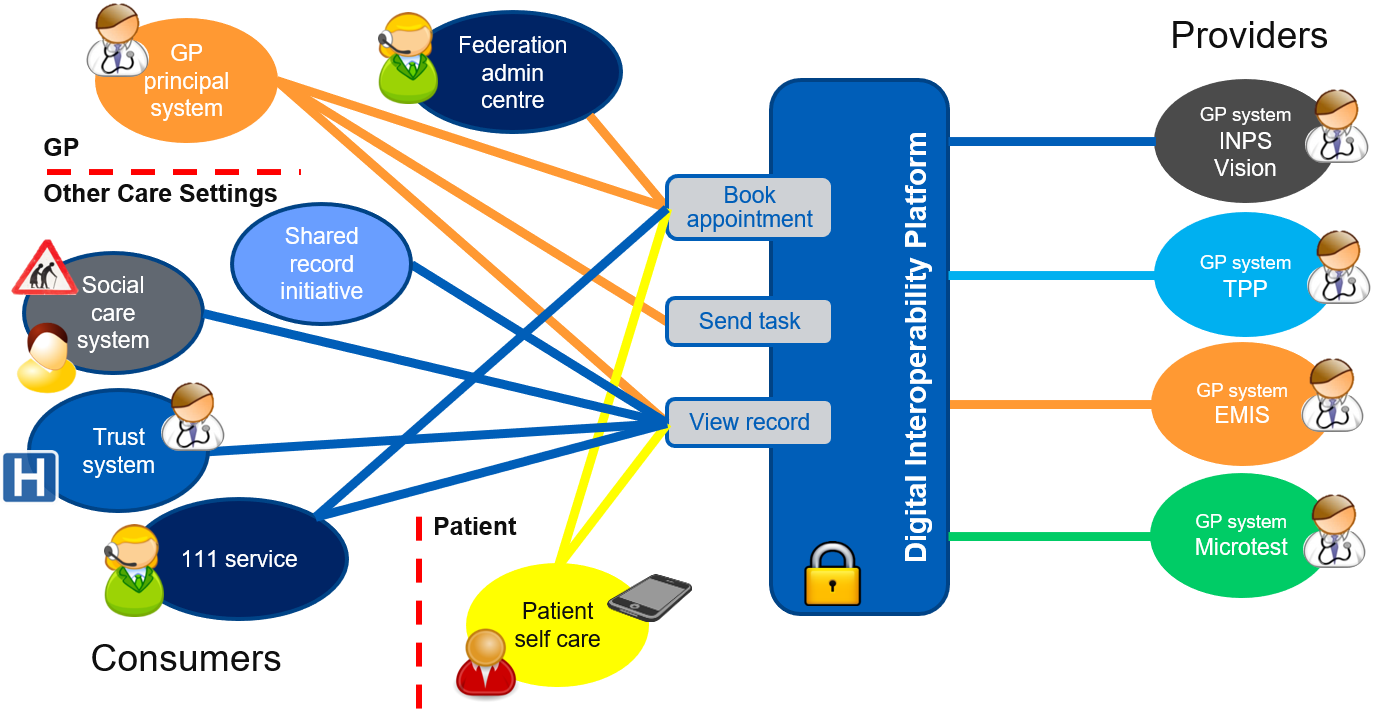 GP
principal
system
Federation
admin
centre
Providers
GP
Other Care Settings
Shared
record
initiative
Social
care
system
Trust
system
H
111 service
Consumers
Patient
Patient
self care
Book
appointment
Send task
View record
Digital Interoperability Platform
GP system
INPS
Vision
GP system
TPP
GP system
EMIS
GP system
Microtest